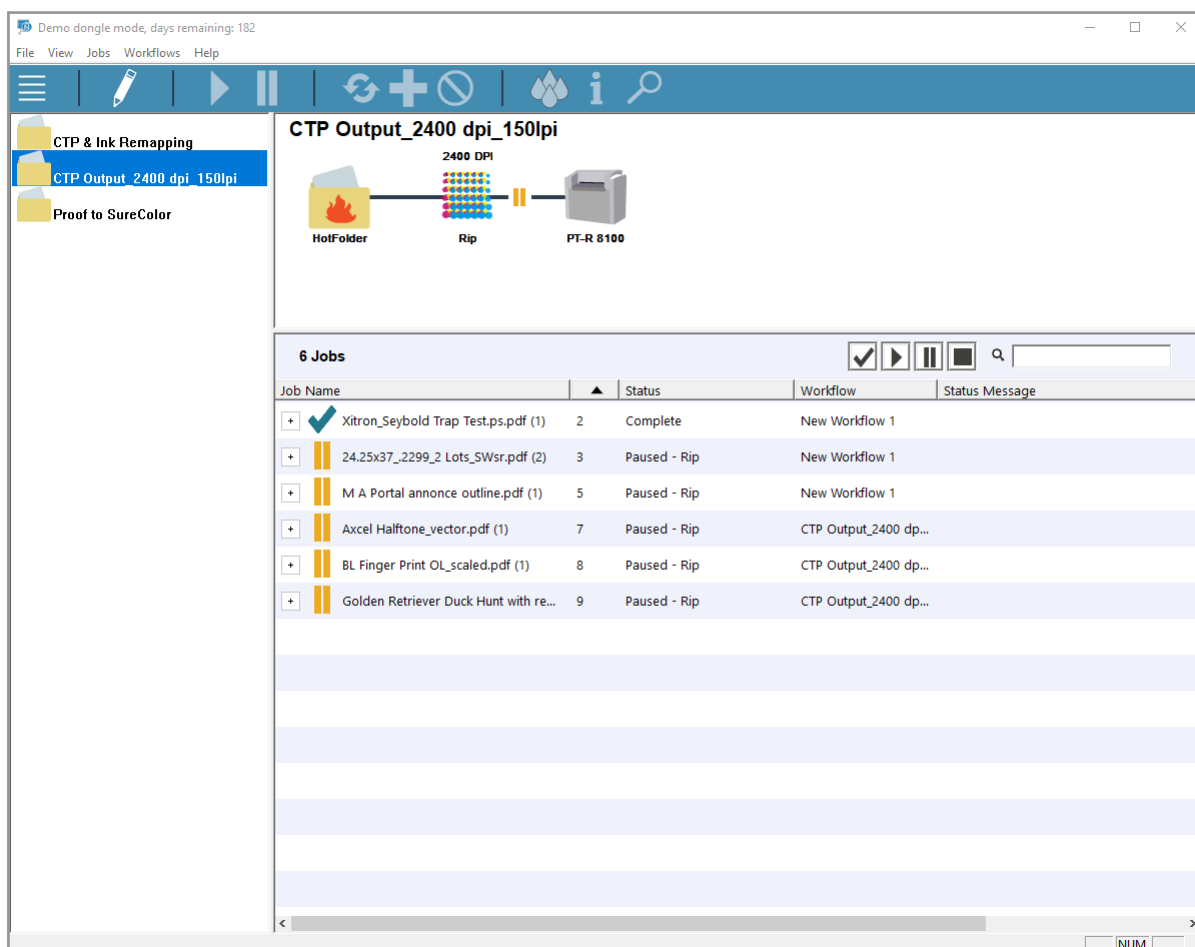 Demo dongle mode, days remaining: 182
File View Jobs Workflows Help
CTP & Ink Remapping
CTP Output_2400 dpi_150lpi
Proof to SureColor
CTP Output_2400 dpi_150lpi
2400 DPI
HotFolder Rip PT-R 8100
6 Jobs
Job Name Status Workflow Status Message
Xitron_Seybold Trap Test.ps.pdf (1) 2 Complete New Workflow 1
24.25x37_.2299_2 Lots_SWsr.pdf (2) 3 Paused - Rip New Workflow 1
M A Portal annonce outline.pdf (1) 5 Paused - Rip New Workflow 1
Axcel Halftone_vector.pdf (1) 7 Paused - Rip CTP Output_2400 dp...
BL Finger Print OL_scaled.pdf (1) 8 Paused - Rip CTP Output_2400 dp...
Golden Retriever Duck Hunt with re... 9 Paused - Rip CTP Output_2400 dp...
NUM